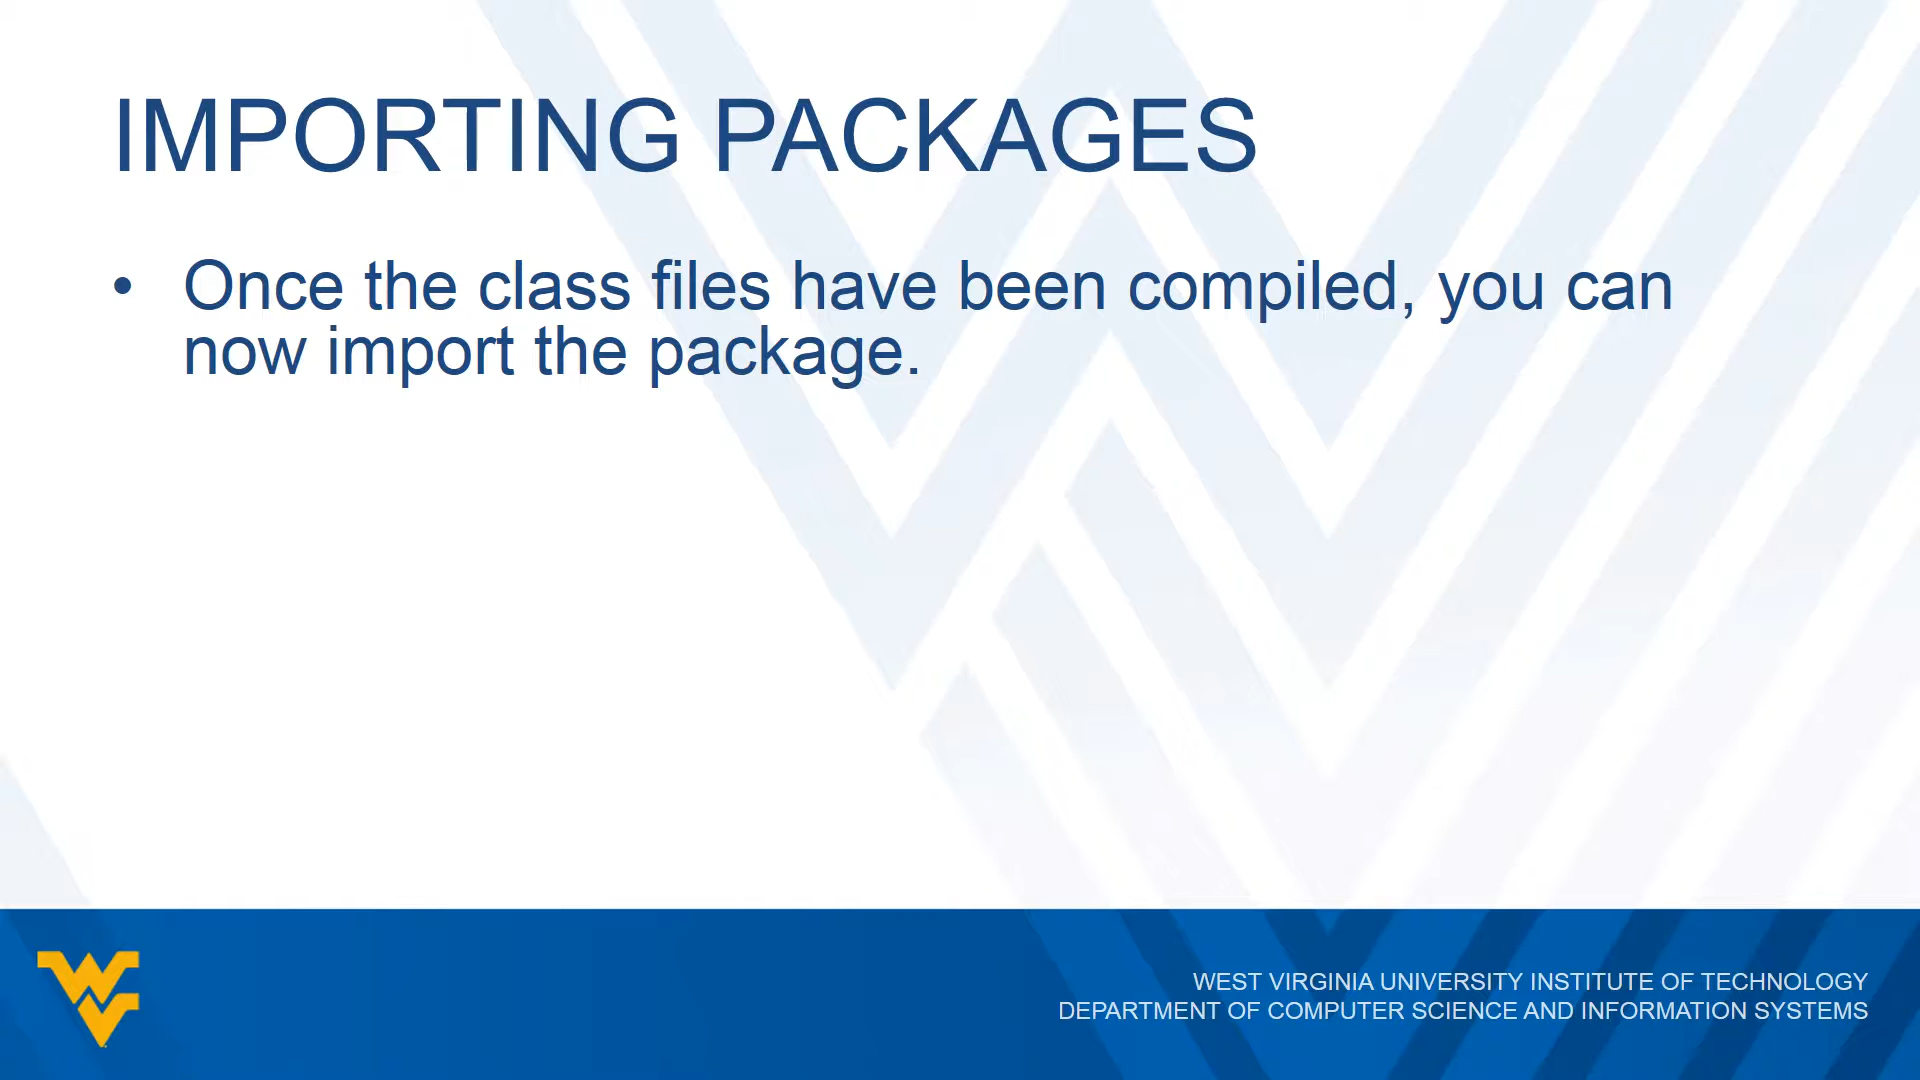 IMPORTING PACKAGES
• Once the class files have been compiled, you can
now import the package.
WEST VIRGINIA UNIVERSITY INSTITUTE OF TECHNOLOGY
DEPARTMENT OF COMPUTER SCIENCE AND INFORMATION SYSTEMS